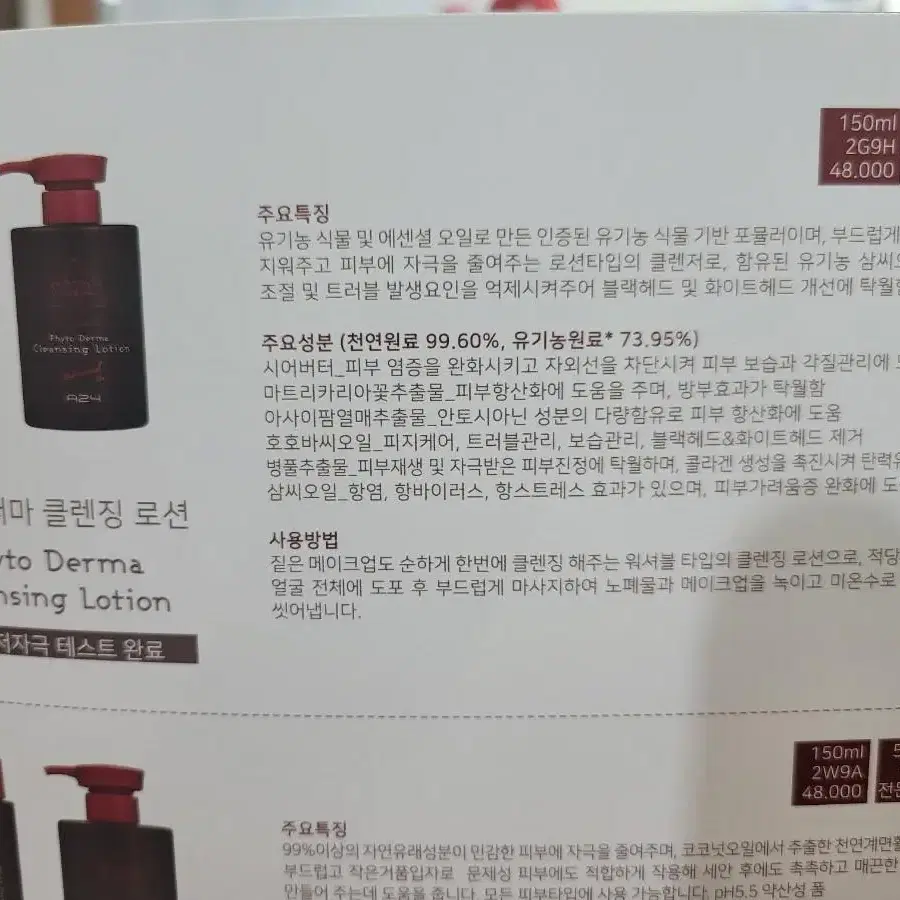 150ml
2G9H
48.000
주요특징
유기농 식물 및 에센셜 오일로 만든 인증된 유기농 식물 기반 포뮬러이며, 부드럽게
지워주고 피부에 자극을 줄여주는 로션타입의 클렌저로, 함유된 유기농 삼씨
조절 및 트러블 발생요인을 억제시켜주어 블랙헤드 및 화이트헤드 개선에 탁월
주요성분 (천연원료 99.60%, 유기농원료* 73.95%)
시어버터_피부 염증을 완화시키고 자외선을 차단시켜 피부 보습과 각질관리에
마트리카리아꽃추출물_피부항산화에 도움을 주며, 방부효과가 탁월함
아사이팜열매추출물_안토시아닌 성분의 다량함유로 피부 항산화에 도움
호호바씨오일_피지케어, 트러블관리, 보습관리, 블랙헤드&화이트헤드 제거
병풀추출물_피부재생 및 자극받은 피부진정에 탁월하며, 콜라겐 생성을 촉진시켜 탄력
삼씨오일_항염, 항바이러스, 항스트레스 효과가 있으며, 피부가려움증 완화에
사용방법
짙은 메이크업도 순하게 한번에 클렌징 해주는 워셔블 타입의 클렌징 로션으로, 적당
얼굴 전체에 도포 후 부드럽게 마사지하여 노폐물과 메이크업을 녹이고 미온수로
씻어냅니다.
Phyto Derma
Cleansing Lotion
A24
마 클렌징 로션
yto Derma
nsing Lotion
저자극 테스트 완료
150ml
2W9A
48.000
5
전문
주요특징
99%이상의 자연유래성분이 민감한 피부에 자극을 줄여주며, 코코넛오일에서 추출한 천연계면활
부드럽고 작은거품입자로 문제성 피부에도 적합하게 작용해 세안 후에도 촉촉하고 매끈한
만들어 주는데 도움을 줍니다. 모든 피부타입에 사용 가능합니다. pH5.5 약산성 폼